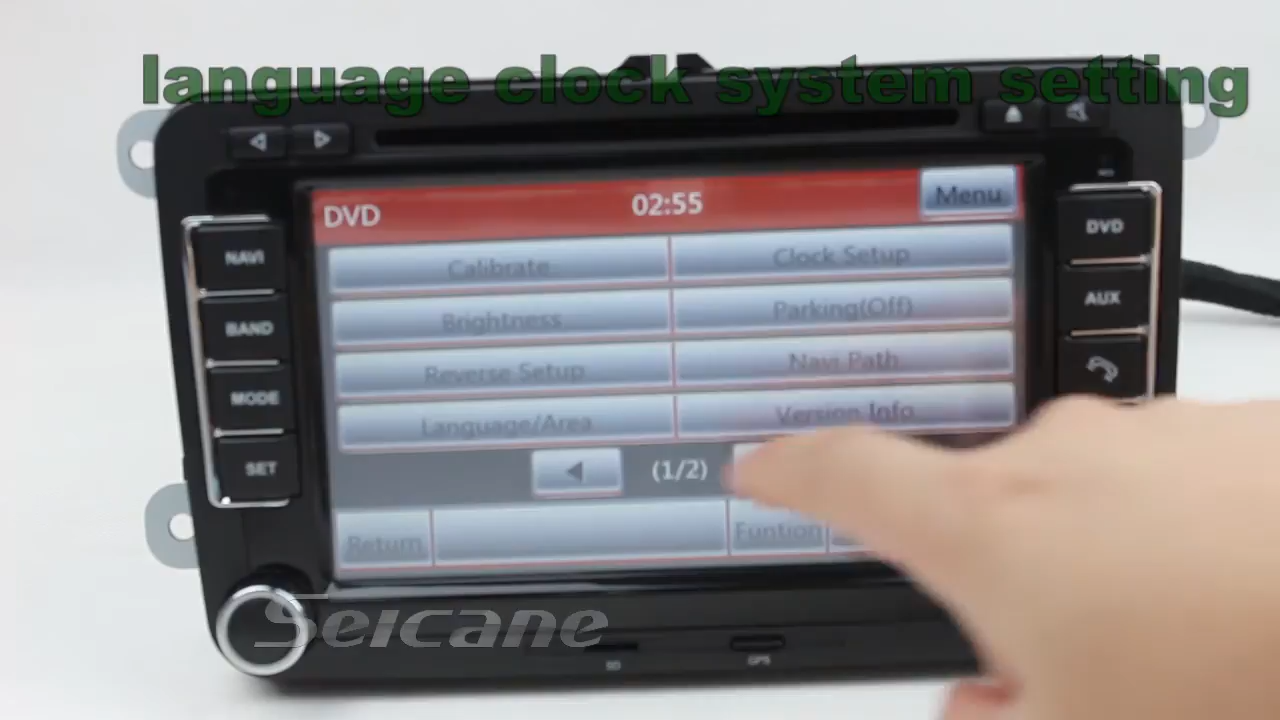 language clock system setting
DVD 02:55 Menu
NAVI Calibrate Clock Setup DVD
BAND Brightness Parking(Off) AUX
MODE Reverse Setup Navi Path
SET Language/Area Version Info
(1/2)
Return Funtion
Seicane
SD GPS